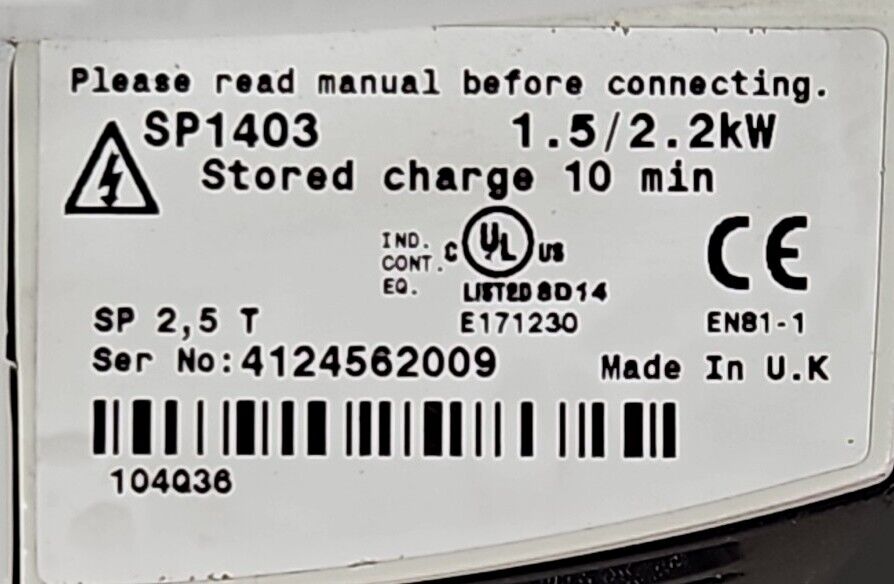 Please read manual before connecting.
SP1403 1.5/2.2kW
Stored charge 10 min
IND.
CONT.
EQ.
C UL US
LISTED 8D14
E171230
CE
EN81-1
SP 2,5 T
Ser No:4124562009
Made In U.K
104Q36